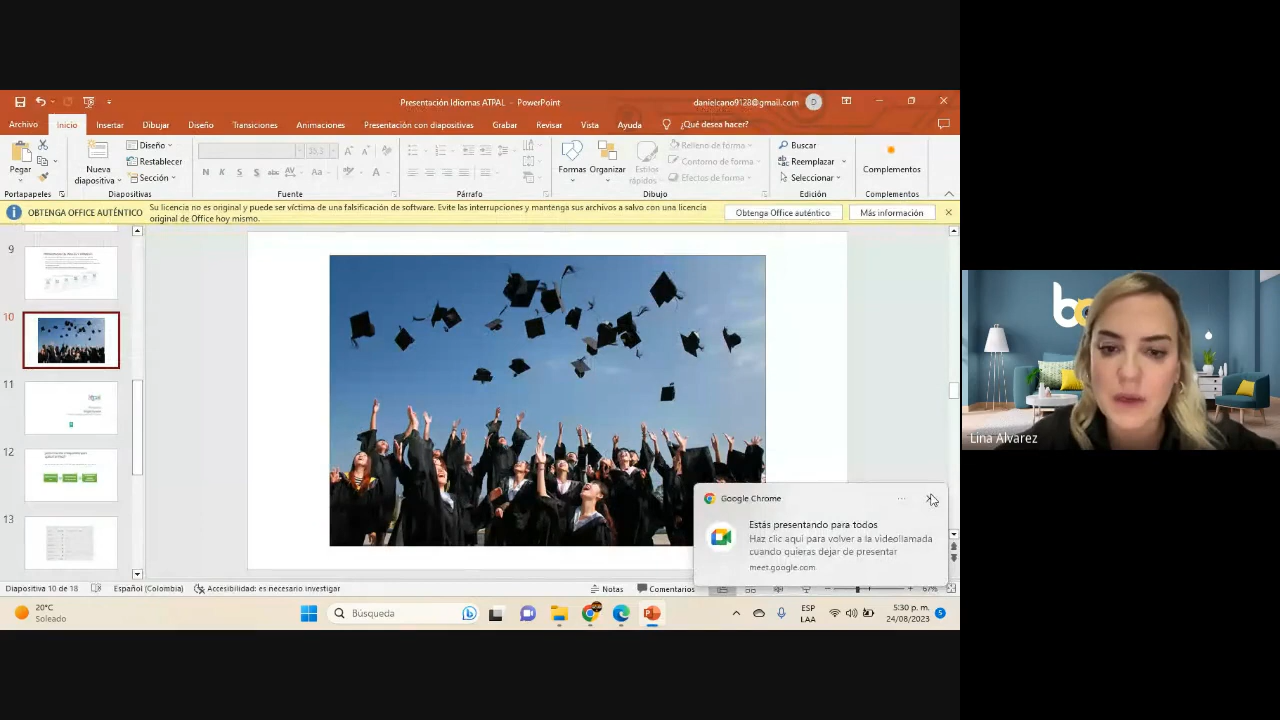 Presentación Idiomas ATPAL - PowerPoint
danielcano9128@gmail.com
D
Archivo
Inicio
Insertar
Dibujar
Diseño
Transiciones
Animaciones
Presentación con diapositivas
Grabar
Revisar
Vista
Ayuda
¿Qué desea hacer?
Pegar
Portapapeles
Nueva
diapositiva
Diseño
Restablecer
Sección
Diapositivas
N
K
S
S
abc
AV
Aa
A
Fuente
Párrafo
Formas
Organizar
Estilos
rápidos
Relleno de forma
Contorno de forma
Efectos de forma
Dibujo
Buscar
Reemplazar
Seleccionar
Edición
Complementos
Complementos
OBTENGA OFFICE AUTÉNTICO
Su licencia no es original y puede ser víctima de una falsificación de software. Evite las interrupciones y mantenga sus archivos a salvo con una licencia
original de Office hoy mismo.
Obtenga Office auténtico
Más información
9
10
11
12
13
Google Chrome
Estás presentando para todos
Haz clic aquí para volver a la videollamada
cuando quieras dejar de presentar
meet.google.com
Lina Alvarez
Diapositiva 10 de 18
Español (Colombia)
Accesibilidad: es necesario investigar
Notas
Comentarios
67%
20°C
Soleado
Búsqueda
ESP
LAA
5:30 p. m.
24/08/2023
5